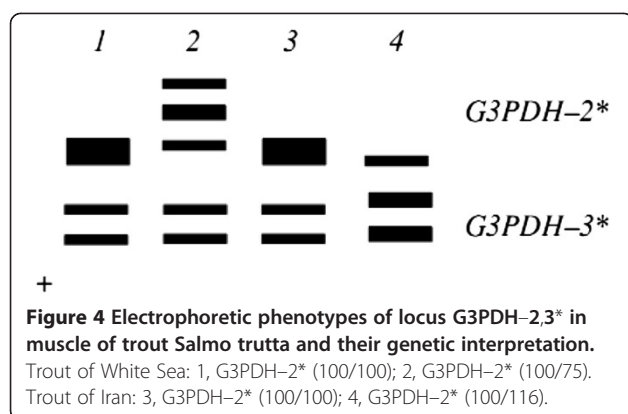 1 2 3 4
G3PDH–2*
G3PDH–3*
+
Figure 4 Electrophoretic phenotypes of locus G3PDH–2,3* in
muscle of trout Salmo trutta and their genetic interpretation.
Trout of White Sea: 1, G3PDH–2* (100/100); 2, G3PDH–2* (100/75).
Trout of Iran: 3, G3PDH–2* (100/100); 4, G3PDH–2* (100/116).